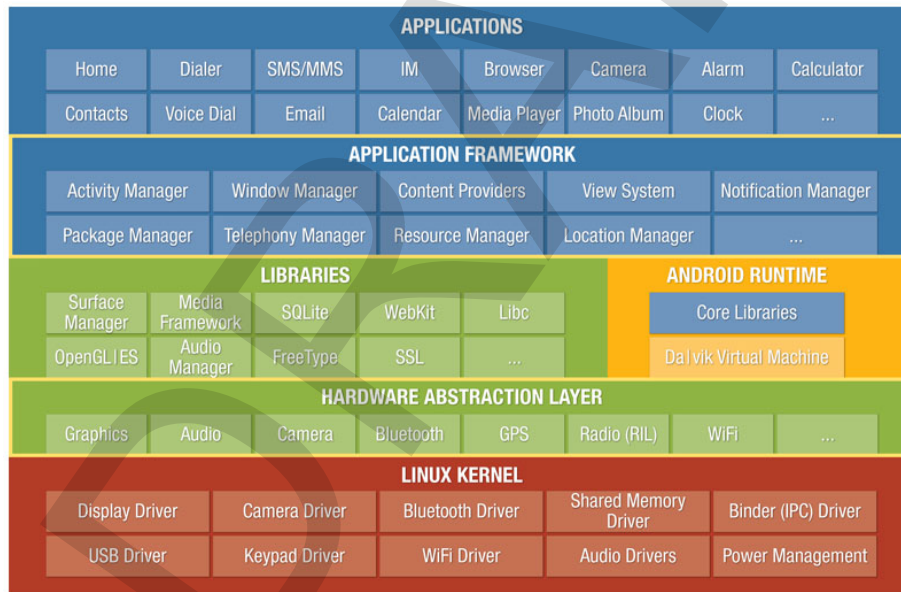 APPLICATIONS
Home Dialer SMS/MMS IM Browser Camera Alarm Calculator
Contacts Voice Dial Email Calendar Media Player Photo Album Clock ...
APPLICATION FRAMEWORK
Activity Manager Window Manager Content Providers View System Notification Manager
Package Manager Telephony Manager Resource Manager Location Manager ...
LIBRARIES ANDROID RUNTIME
Surface Manager Media Framework SQLite WebKit Libc Core Libraries
OpenGL|ES Audio Manager FreeType SSL ... Da|vik Virtual Machine
HARDWARE ABSTRACTION LAYER
Graphics Audio Camera Bluetooth GPS Radio (RIL) WiFi ...
LINUX KERNEL
Display Driver Camera Driver Bluetooth Driver Shared Memory Driver Binder (IPC) Driver
USB Driver Keypad Driver WiFi Driver Audio Drivers Power Management